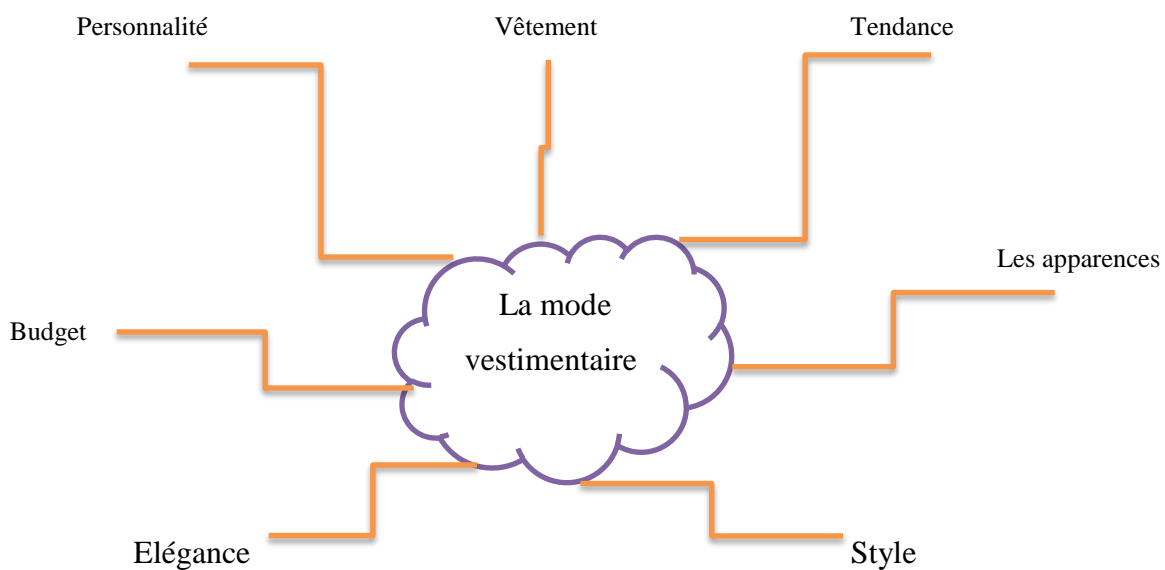 Personnalité
Vêtement
Tendance
Les apparences
La mode
vestimentaire
Budget
Elégance
Style